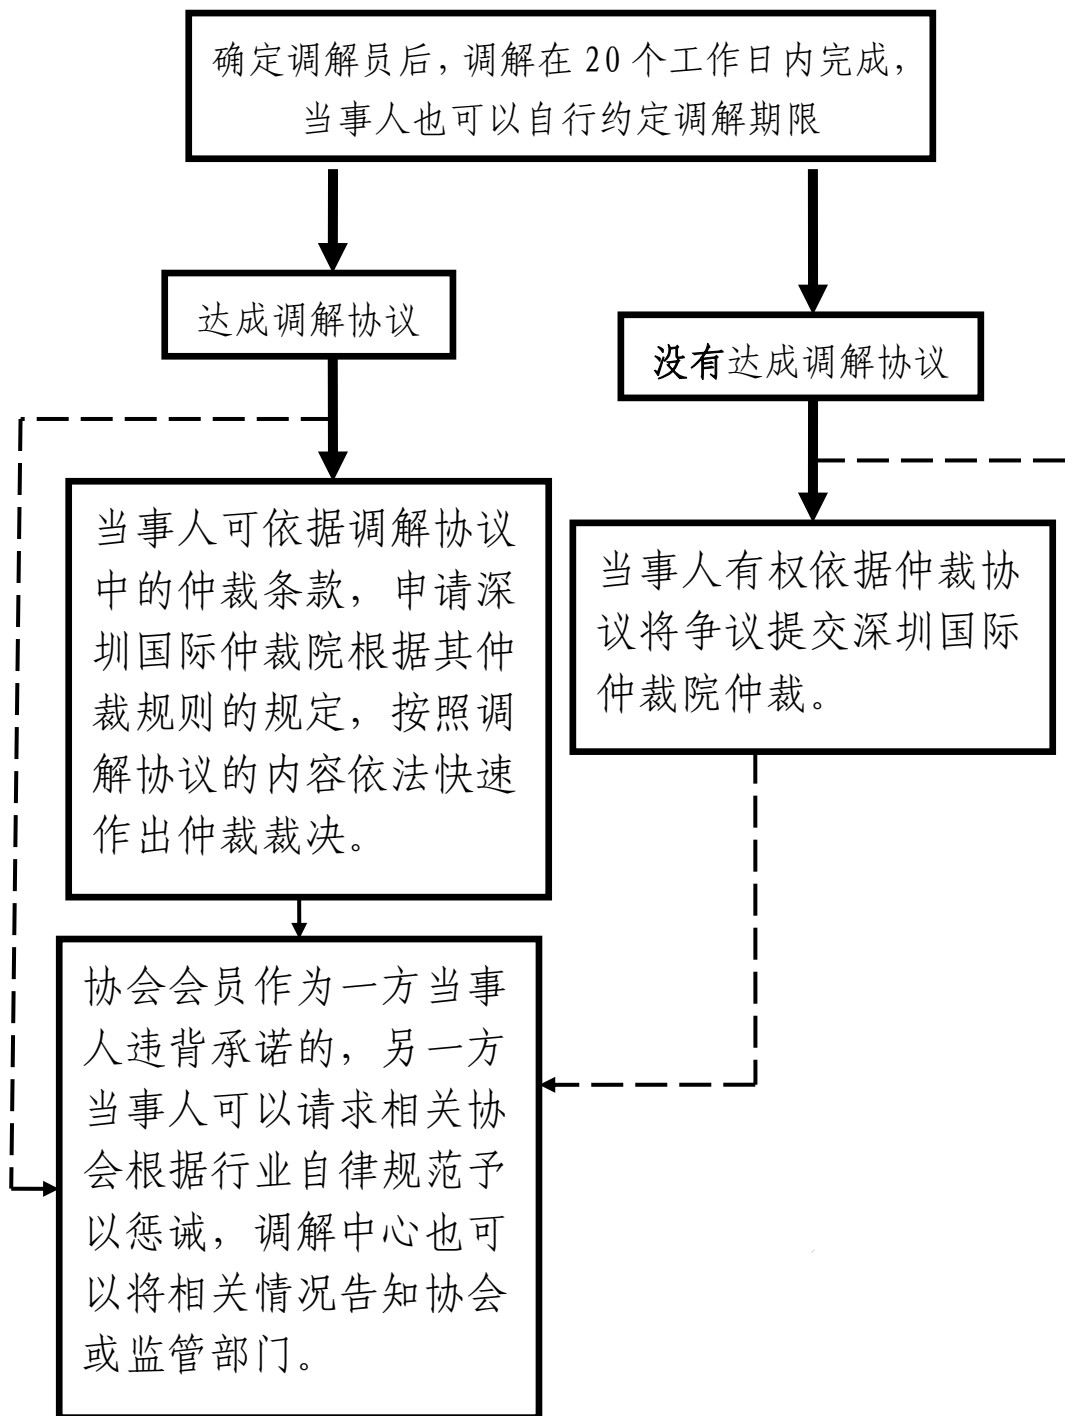 确定调解员后，调解在 20 个工作日内完成，
当事人也可以自行约定调解期限
达成调解协议
没有达成调解协议
当事人可依据调解协议
中的仲裁条款，申请深
圳国际仲裁院根据其仲
裁规则的规定，按照调
解协议的内容依法快速
作出仲裁裁决。
当事人有权依据仲裁协
议将争议提交深圳国际
仲裁院仲裁。
协会会员作为一方当事
人违背承诺的，另一方
当事人可以请求相关协
会根据行业自律规范予
以惩诫，调解中心也可
以将相关情况告知协会
或监管部门。